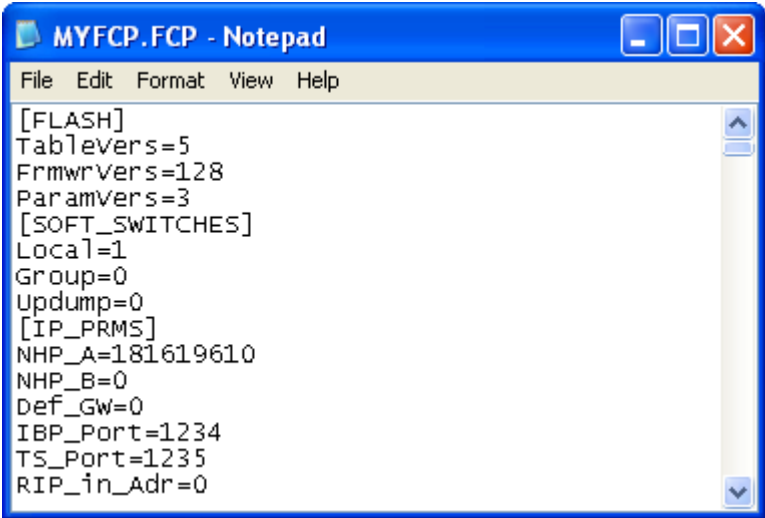 MYFCP.FCP - Notepad
File Edit Format View Help
[FLASH]
TableVers=5
FrmwrVers=128
ParamVers=3
[SOFT_SWITCHES]
Local=1
Group=0
Updump=0
[IP_PRMS]
NHP_A=181619610
NHP_B=0
Def_GW=0
IBP_Port=1234
TS_Port=1235
RIP_in_Adr=0